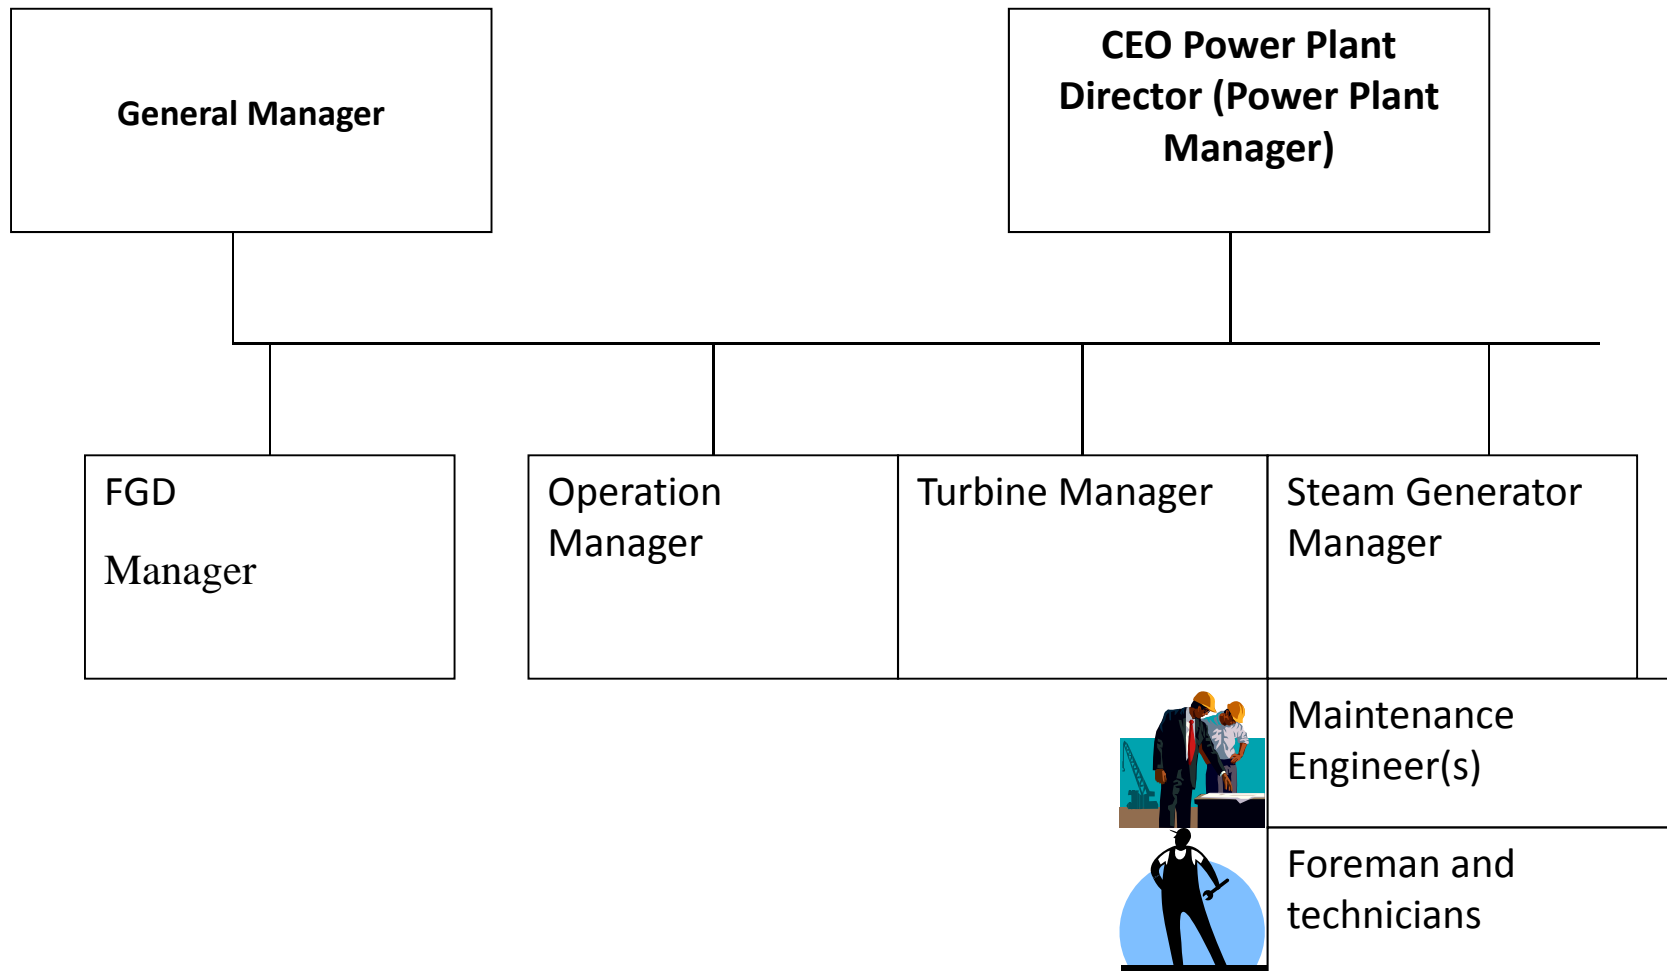 General Manager
CEO Power Plant
Director (Power Plant
Manager)
FGD
Manager
Operation
Manager
Turbine Manager
Steam Generator
Manager
Maintenance
Engineer(s)
Foreman and
technicians